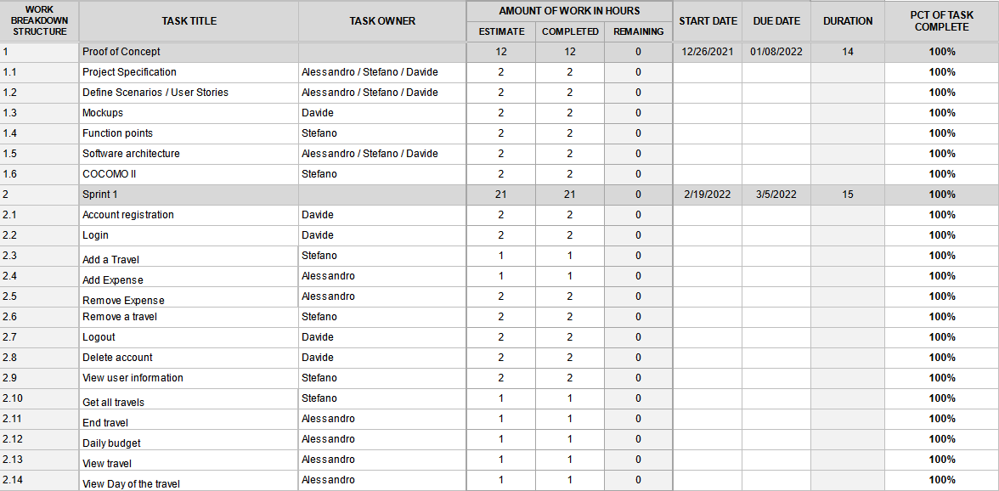 WORK BREAKDOWN STRUCTURE TASK TITLE TASK OWNER AMOUNT OF WORK IN HOURS START DATE DUE DATE DURATION PCT OF TASK COMPLETE
ESTIMATE COMPLETED REMAINING
1 Proof of Concept 12 12 0 12/26/2021 01/08/2022 14 100%
1.1 Project Specification Alessandro / Stefano / Davide 2 2 0 100%
1.2 Define Scenarios / User Stories Alessandro / Stefano / Davide 2 2 0 100%
1.3 Mockups Davide 2 2 0 100%
1.4 Function points Stefano 2 2 0 100%
1.5 Software architecture Alessandro / Stefano / Davide 2 2 0 100%
1.6 COCOMO II Stefano 2 2 0 100%
2 Sprint 1 21 21 0 2/19/2022 3/5/2022 15 100%
2.1 Account registration Davide 2 2 0 100%
2.2 Login Davide 2 2 0 100%
2.3 Add a Travel Stefano 1 1 0 100%
2.4 Add Expense Alessandro 1 1 0 100%
2.5 Remove Expense Alessandro 2 2 0 100%
2.6 Remove a travel Stefano 2 2 0 100%
2.7 Logout Davide 2 2 0 100%
2.8 Delete account Davide 2 2 0 100%
2.9 View user information Stefano 2 2 0 100%
2.10 Get all travels Stefano 1 1 0 100%
2.11 End travel Alessandro 1 1 0 100%
2.12 Daily budget Alessandro 1 1 0 100%
2.13 View travel Alessandro 1 1 0 100%
2.14 View Day of the travel Alessandro 1 1 0 100%